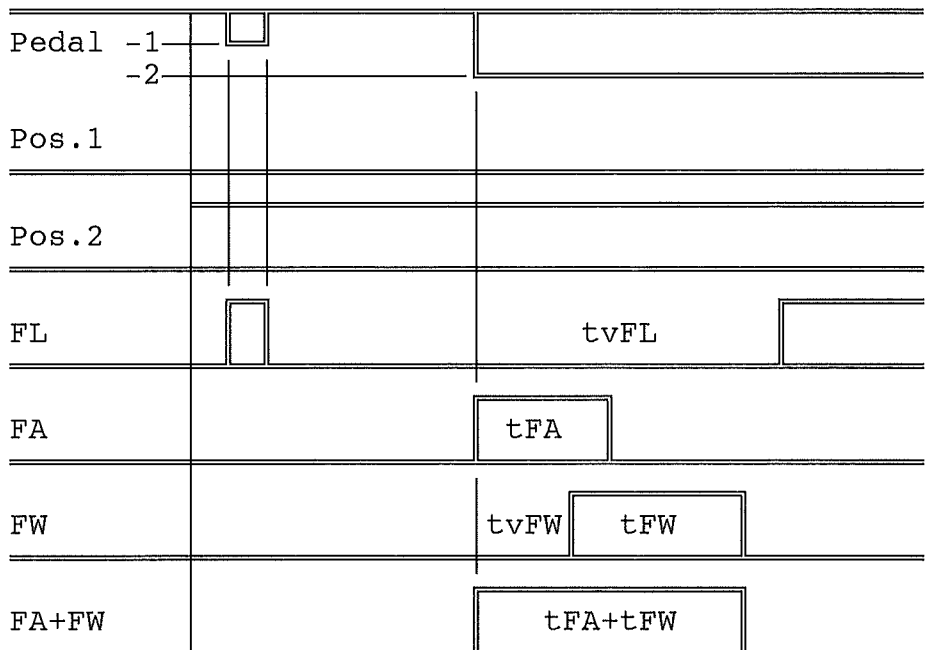 Pedal -1
-2
Pos.1
Pos.2
FL tvFL
FA tFA
FW tvFW tFW
FA+FW tFA+tFW